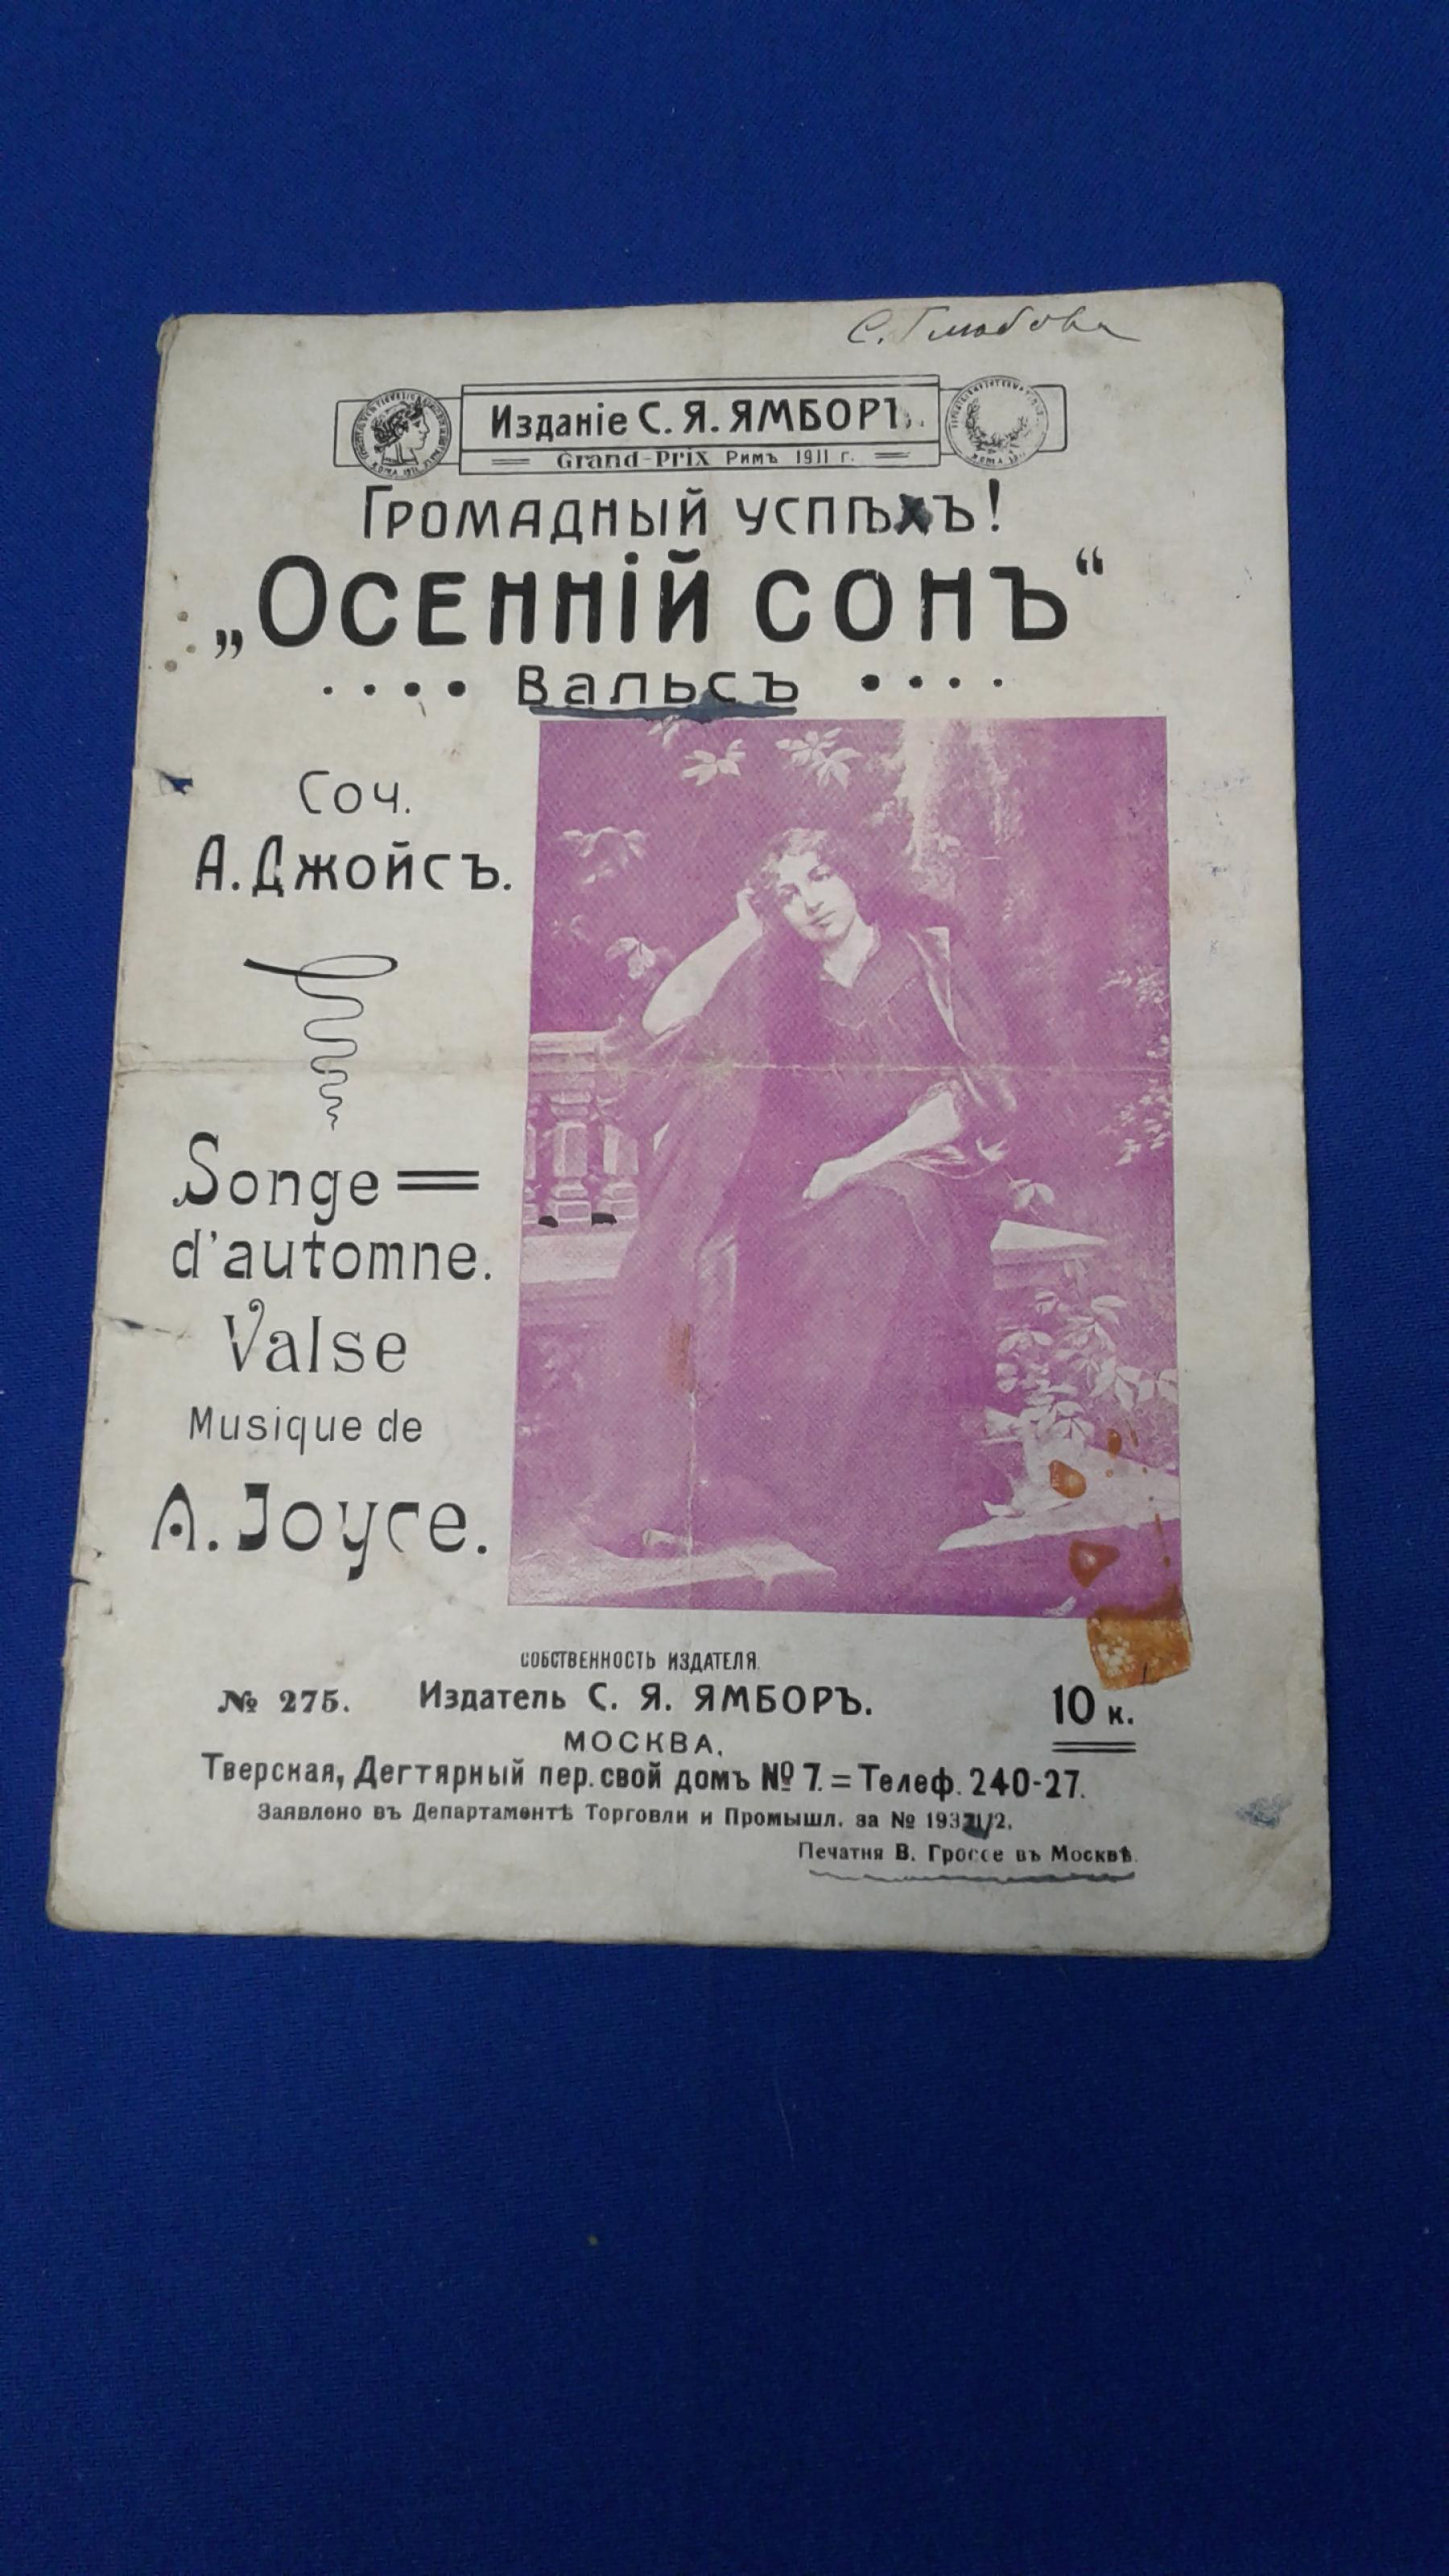 Изданіе С. Я. ЯМБОРЪ.
Grand-Prix Римъ 1911 г.
Громадный успѣхъ!
„Осенній сонъ“
Вальсъ
Соч.
А. Джойсъ.
Songe
d'automne.
Valse
Musique de
A. Joyce.
СОБСТВЕННОСТЬ ИЗДАТЕЛЯ.
№ 275. Издатель С. Я. ЯМБОРЪ. 10 к.
МОСКВА.
Тверская, Дегтярный пер. свой домъ № 7. = Телеф. 240-27.
Заявлено въ Департаментѣ Торговли и Промышл. за №
Печатня В. Гроссе въ Москвѣ.